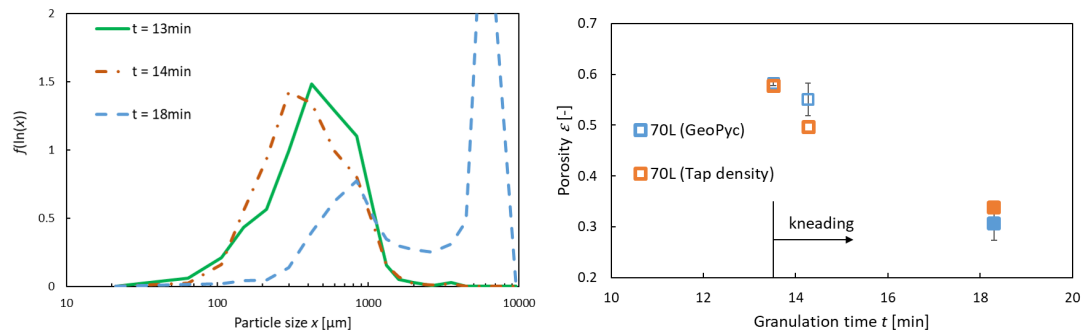 2
1.5
1
0.5
0
f(ln(x))
t = 13min
t = 14min
t = 18min
10
100
1000
10000
Particle size x [µm]
0.7
0.6
0.5
0.4
0.3
0.2
Porosity ε [-]
70L (GeoPyc)
70L (Tap density)
kneading
10
12
14
16
18
20
Granulation time t [min]